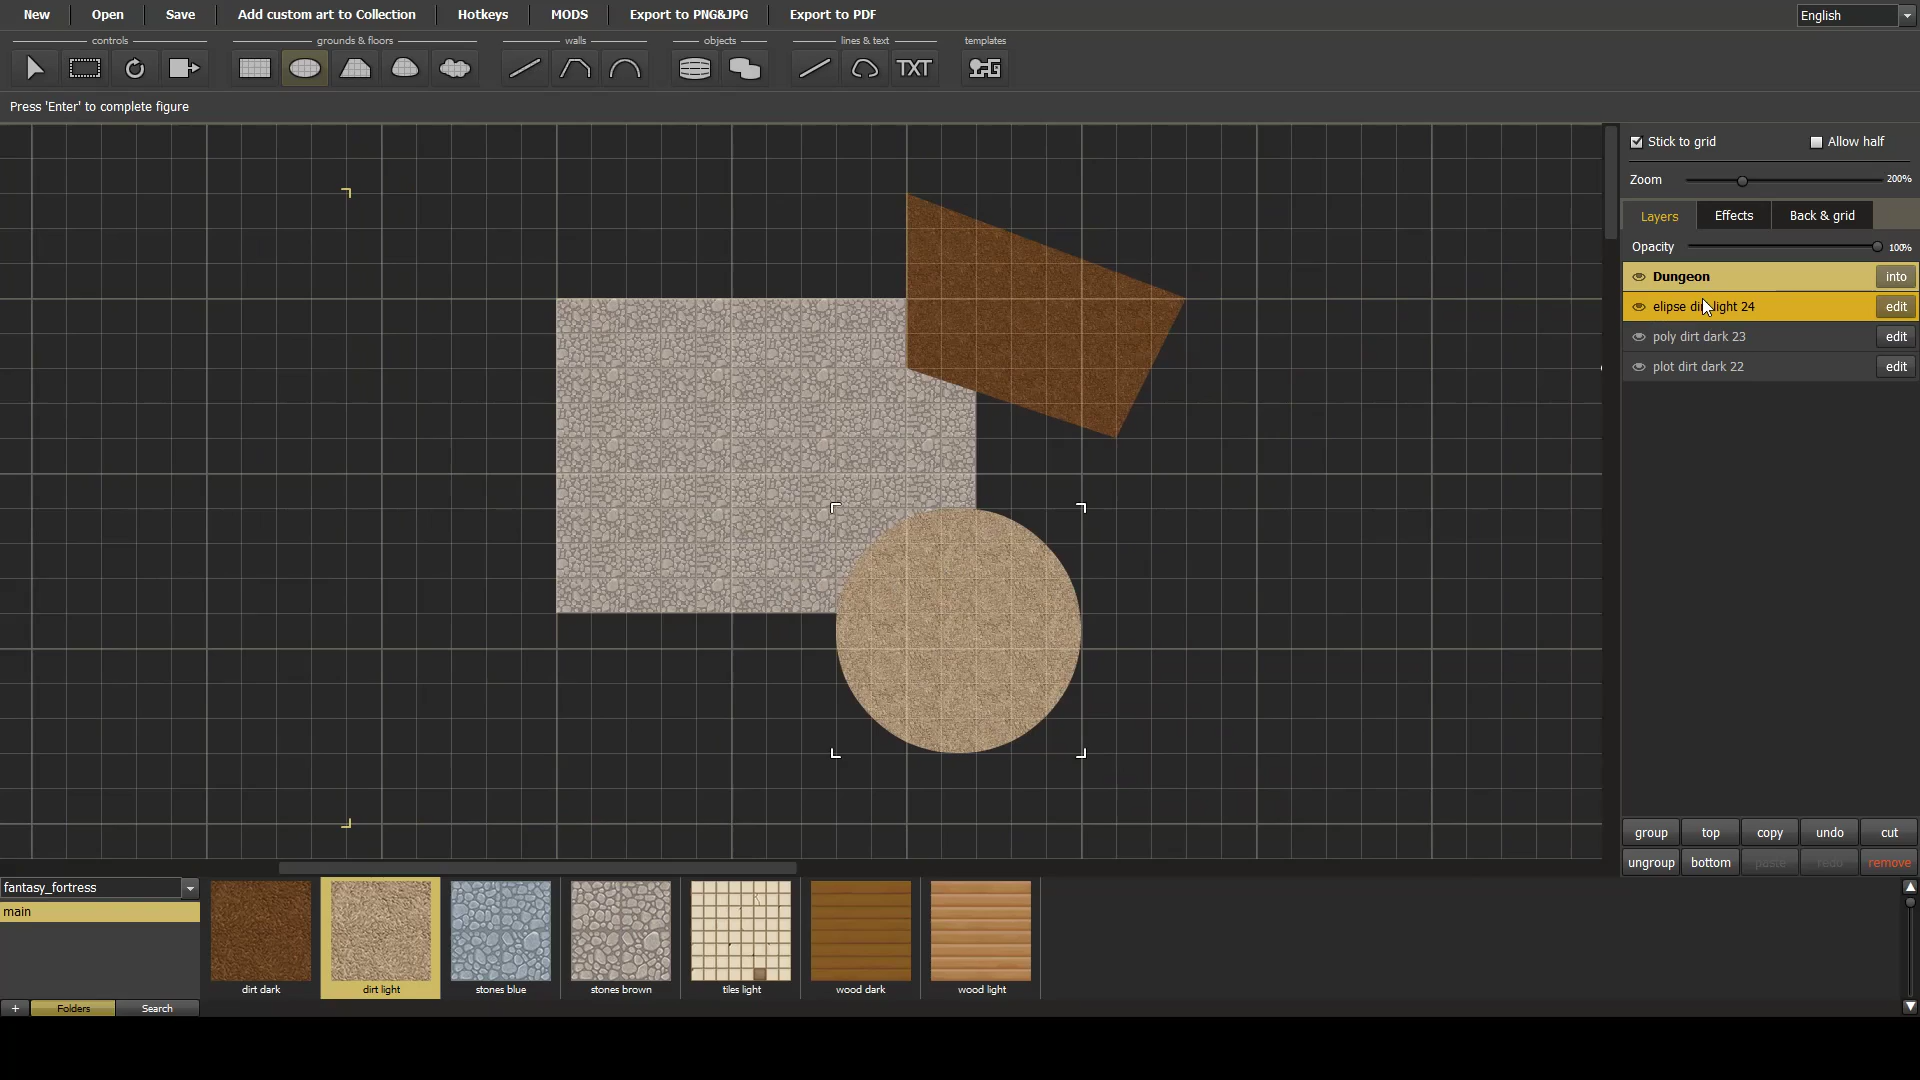 New Open Save Add custom art to Collection Hotkeys MODS Export to PNG&JPG Export to PDF English
controls grounds & floors walls objects lines & text templates
TXT
Press 'Enter' to complete figure
Stick to grid Allow half
Zoom 200%
Layers Effects Back & grid
Opacity 100%
Dungeon into
elipse light 24 edit
poly dirt dark 23 edit
plot dirt dark 22 edit
group top copy undo cut
ungroup bottom paste redo remove
fantasy_fortress
main
dirt dark dirt light stones blue stones brown tiles light wood dark wood light
+ Folders Search